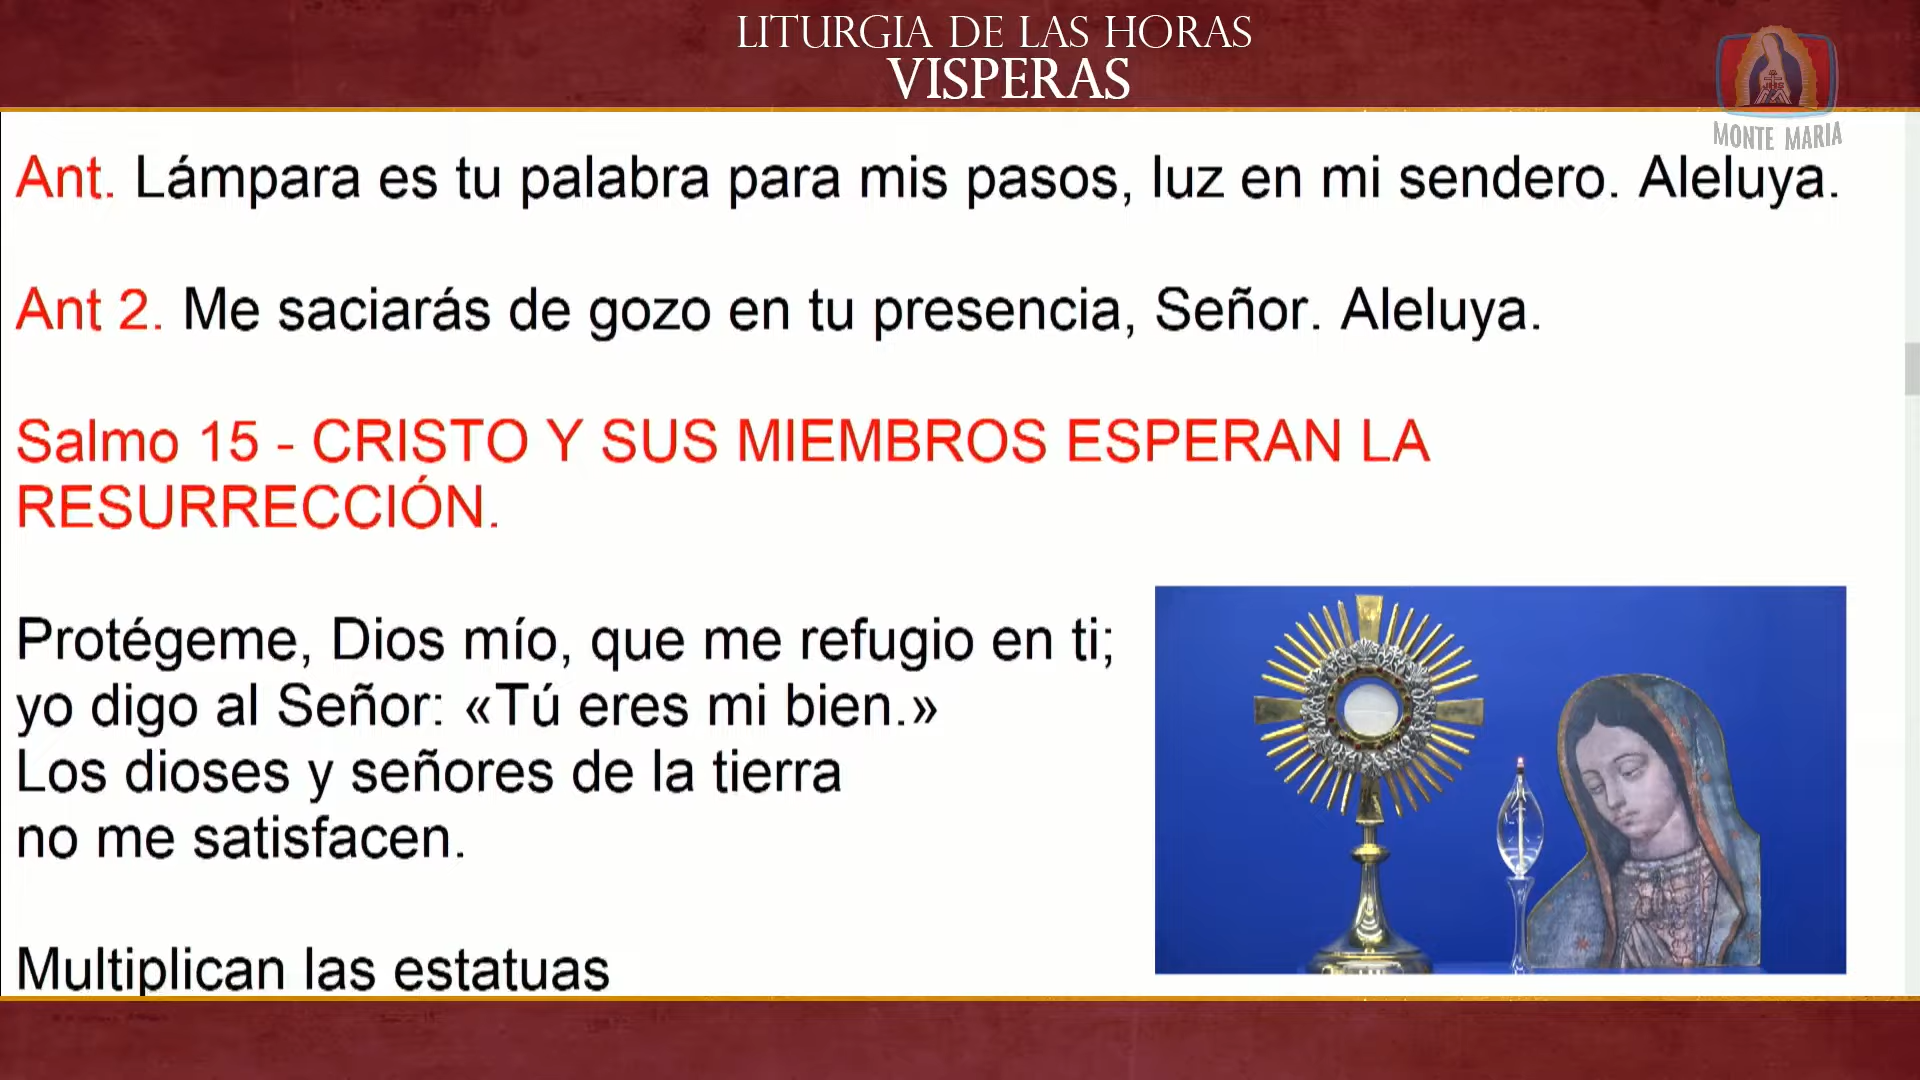 LITURGIA DE LAS HORAS
VISPERAS
JHS
MONTE MARIA
Ant. Lámpara es tu palabra para mis pasos, luz en mi sendero. Aleluya.
Ant 2. Me saciarás de gozo en tu presencia, Señor. Aleluya.
Salmo 15 - CRISTO Y SUS MIEMBROS ESPERAN LA
RESURRECCIÓN.
Protégeme, Dios mío, que me refugio en ti;
yo digo al Señor: «Tú eres mi bien.»
Los dioses y señores de la tierra
no me satisfacen.
Multiplican las estatuas